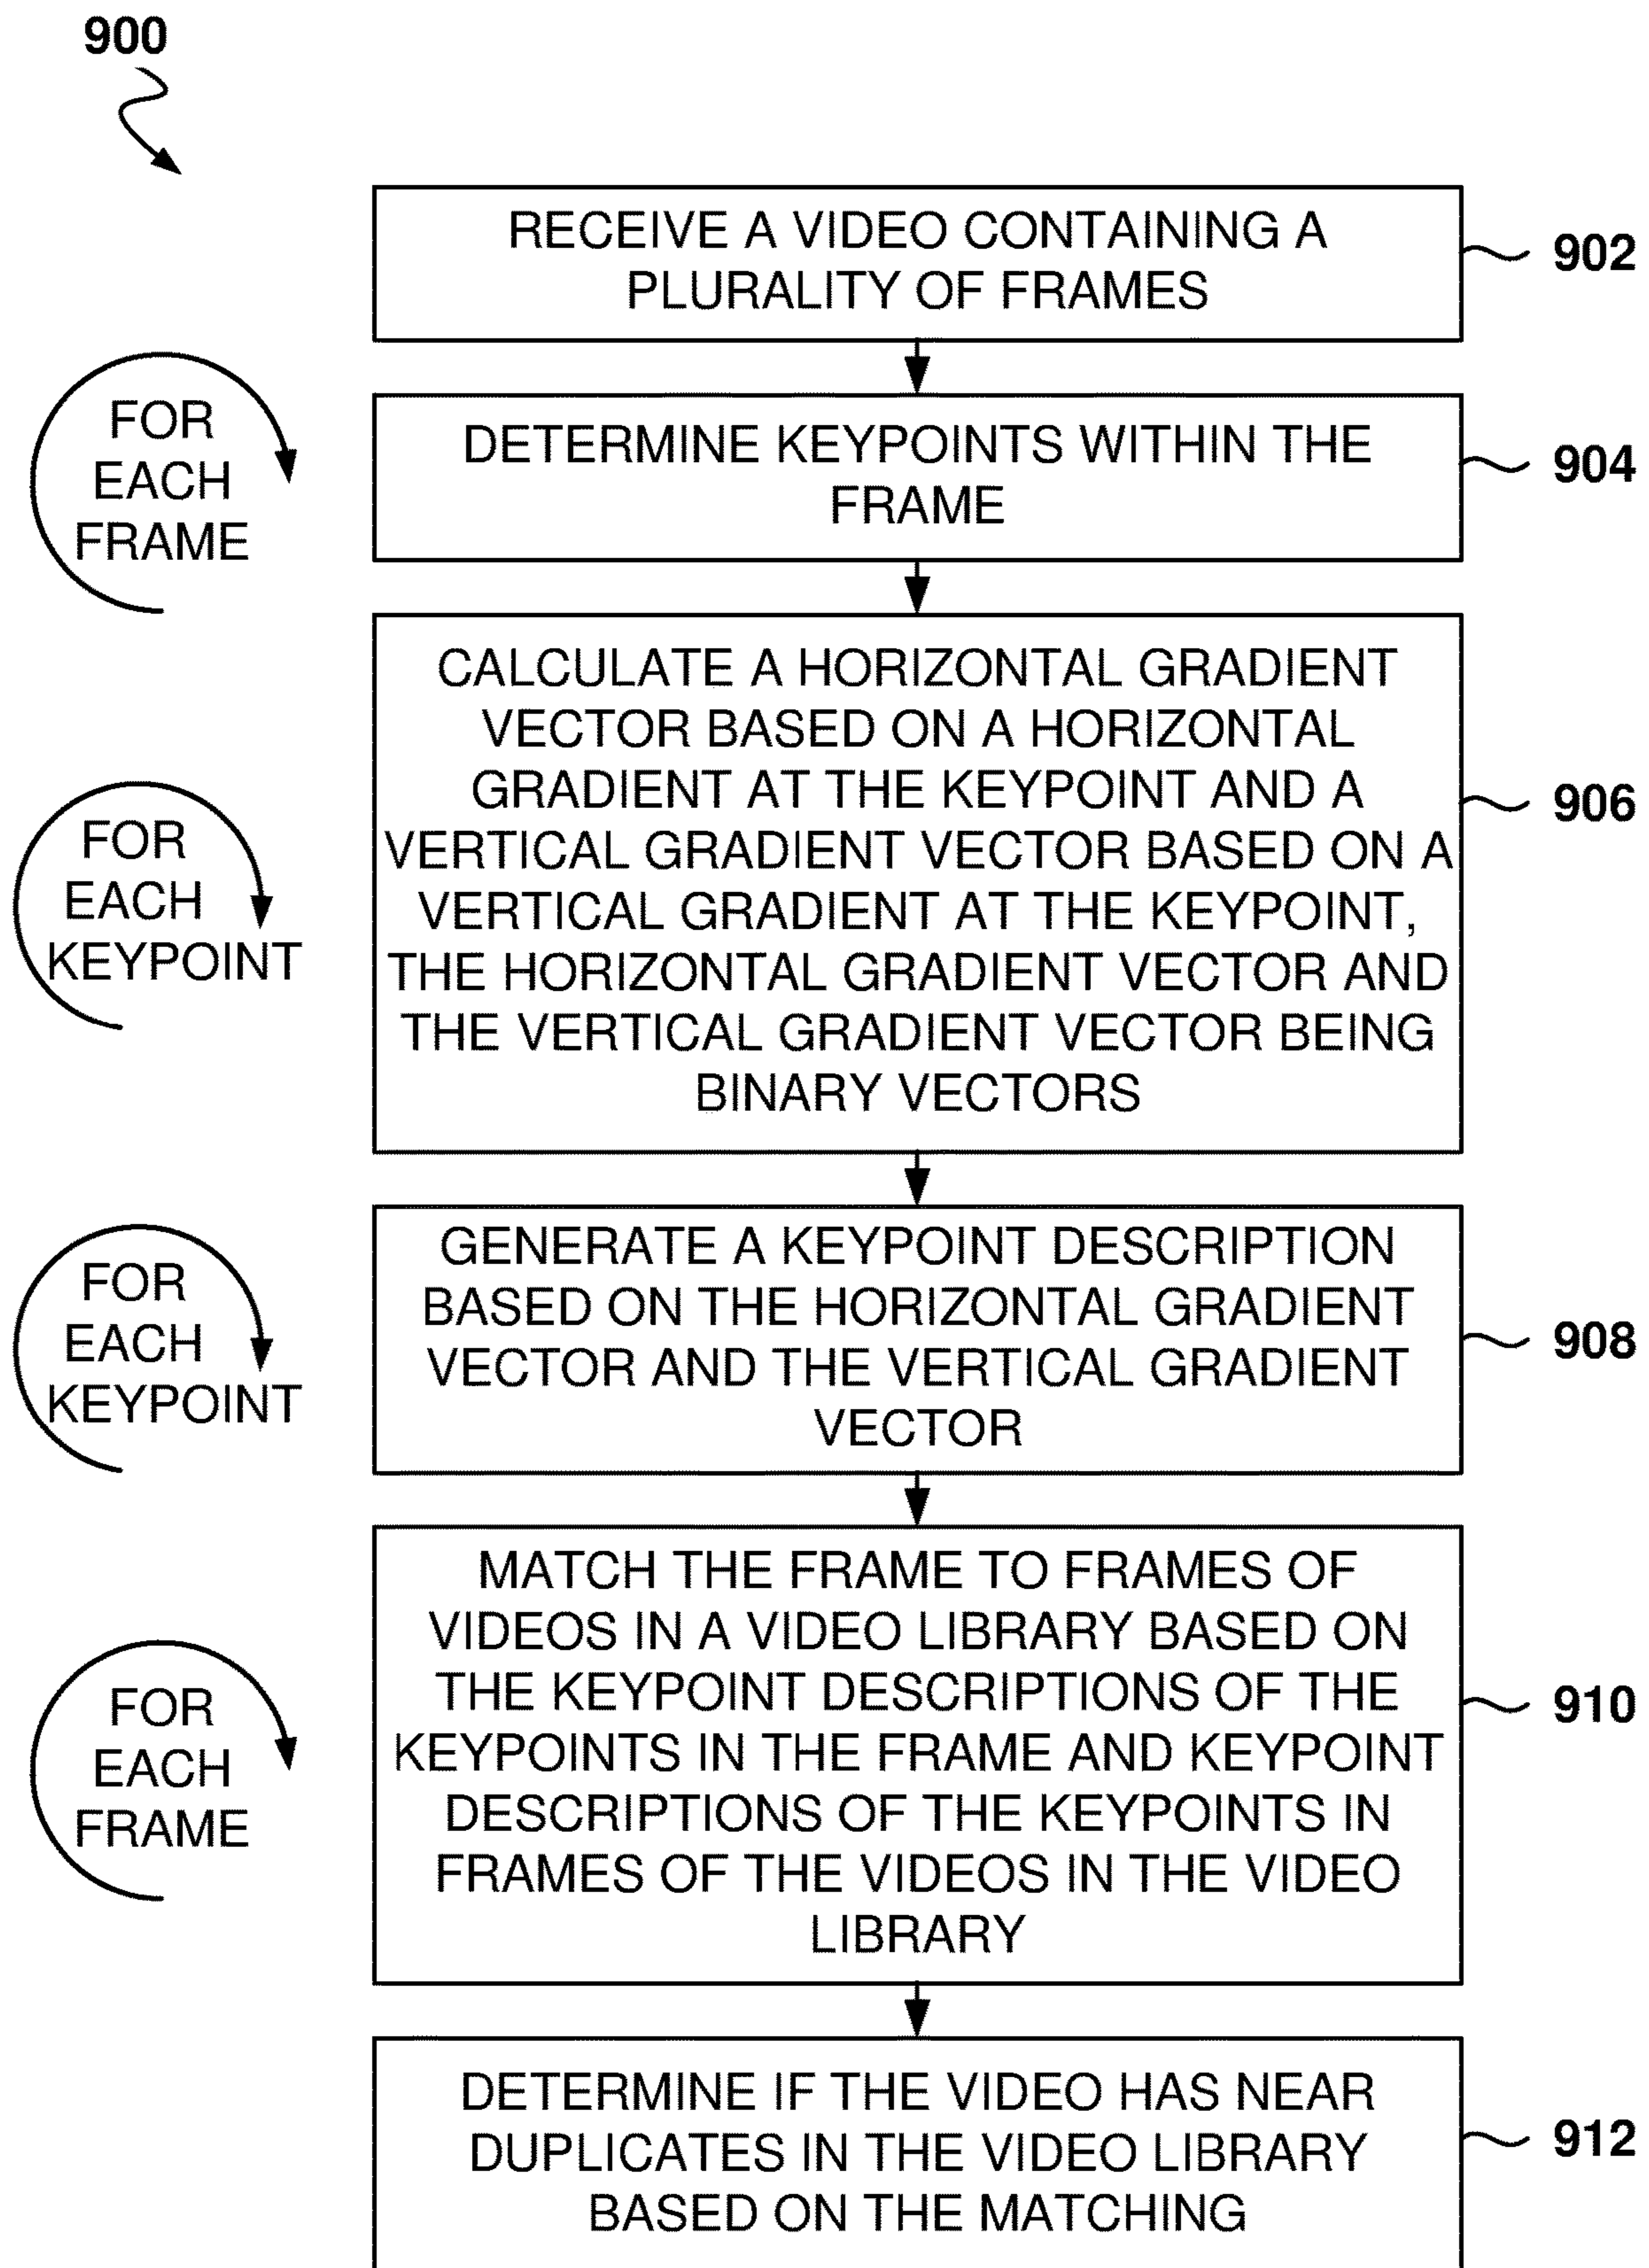 900
RECEIVE A VIDEO CONTAINING A
PLURALITY OF FRAMES
902
FOR
EACH
FRAME
DETERMINE KEYPOINTS WITHIN THE
FRAME
904
FOR
EACH
KEYPOINT
CALCULATE A HORIZONTAL GRADIENT
VECTOR BASED ON A HORIZONTAL
GRADIENT AT THE KEYPOINT AND A
VERTICAL GRADIENT VECTOR BASED ON A
VERTICAL GRADIENT AT THE KEYPOINT,
THE HORIZONTAL GRADIENT VECTOR AND
THE VERTICAL GRADIENT VECTOR BEING
BINARY VECTORS
906
FOR
EACH
KEYPOINT
GENERATE A KEYPOINT DESCRIPTION
BASED ON THE HORIZONTAL GRADIENT
VECTOR AND THE VERTICAL GRADIENT
VECTOR
908
FOR
EACH
FRAME
MATCH THE FRAME TO FRAMES OF
VIDEOS IN A VIDEO LIBRARY BASED ON
THE KEYPOINT DESCRIPTIONS OF THE
KEYPOINTS IN THE FRAME AND KEYPOINT
DESCRIPTIONS OF THE KEYPOINTS IN
FRAMES OF THE VIDEOS IN THE VIDEO
LIBRARY
910
DETERMINE IF THE VIDEO HAS NEAR
DUPLICATES IN THE VIDEO LIBRARY
BASED ON THE MATCHING
912